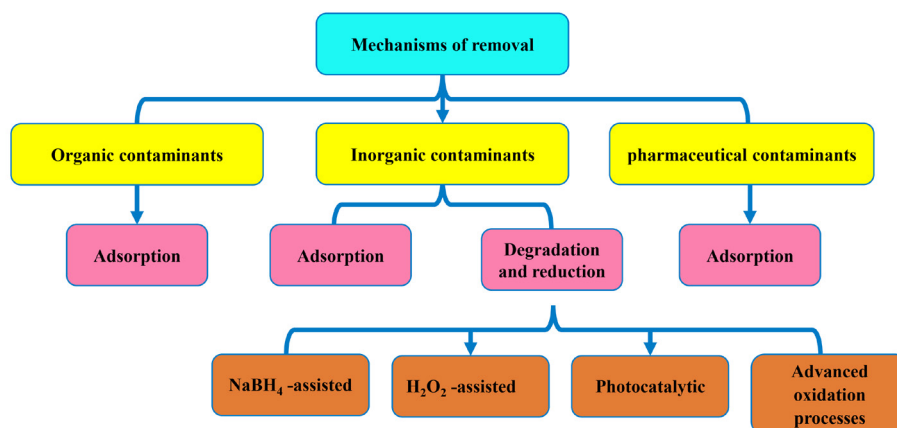 Mechanisms of removal
Organic contaminants
Inorganic contaminants
pharmaceutical contaminants
Adsorption
Adsorption
Degradation
and reduction
Adsorption
NaBH₄ -assisted
H₂O₂ -assisted
Photocatalytic
Advanced
oxidation
processes